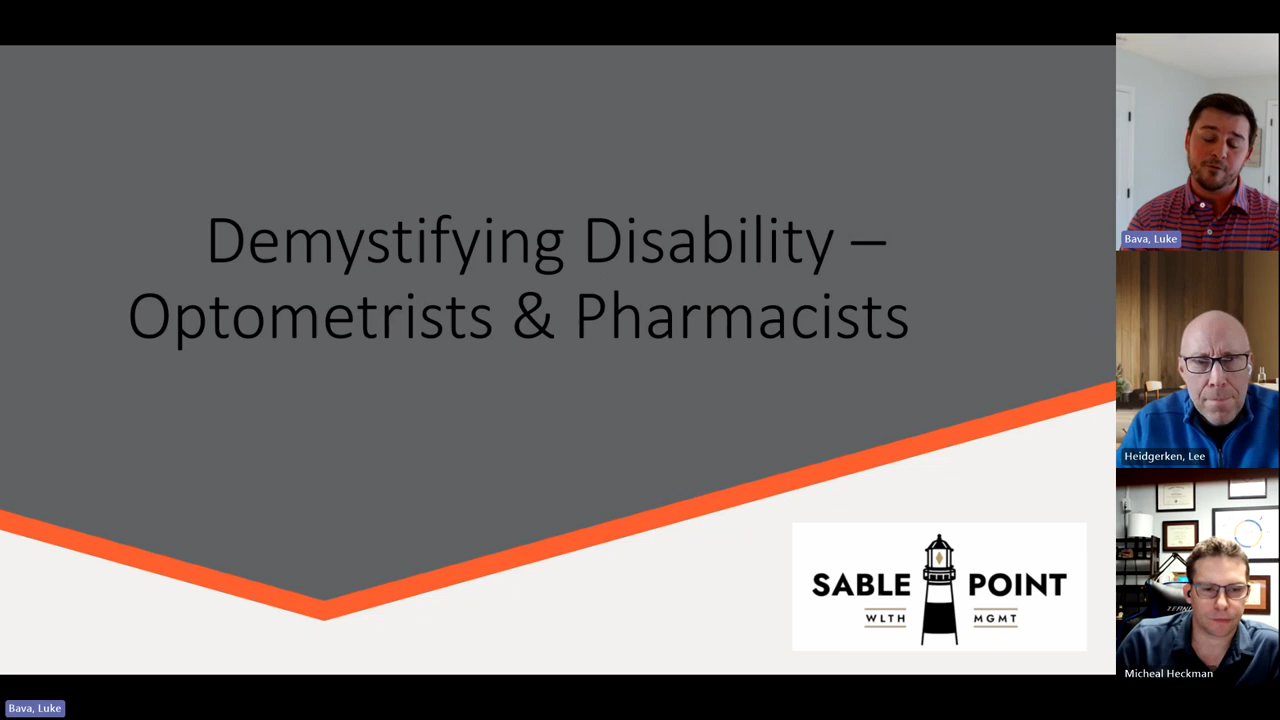 Demystifying Disability –
Optometrists & Pharmacists
SABLE POINT
WLTH MGMT
Bava, Luke
Heidgerken, Lee
Micheal Heckman
Bava, Luke